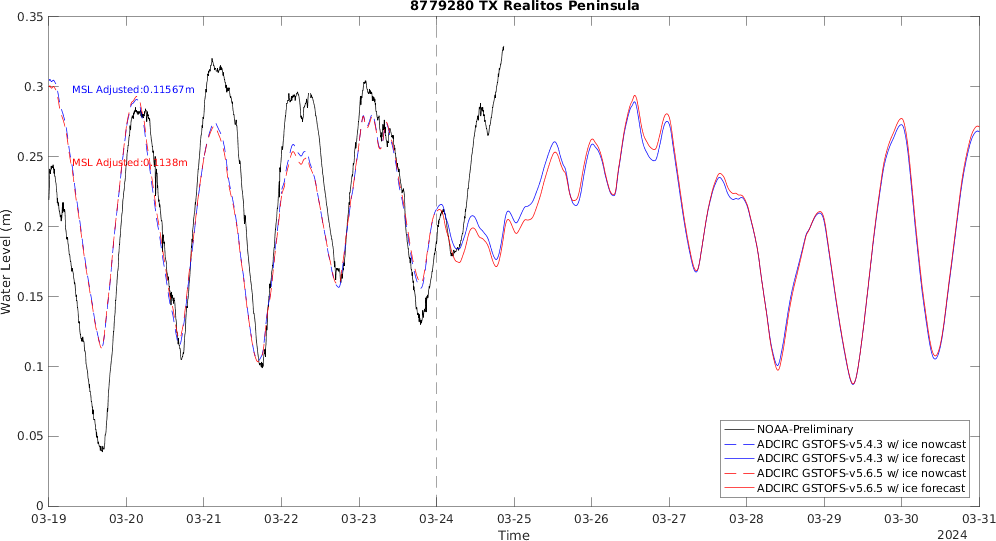 8779280 TX Realitos Peninsula
0.35
0.3
0.25
0.2
0.15
0.1
0.05
0
Water Level (m)
MSL Adjusted:0.11567m
MSL Adjusted:0.1138m
NOAA-Preliminary
ADCIRC GSTOFS-v5.4.3 w/ ice nowcast
ADCIRC GSTOFS-v5.4.3 w/ ice forecast
ADCIRC GSTOFS-v5.6.5 w/ ice nowcast
ADCIRC GSTOFS-v5.6.5 w/ ice forecast
03-19 03-20 03-21 03-22 03-23 03-24 03-25 03-26 03-27 03-28 03-29 03-30 03-31
Time
2024